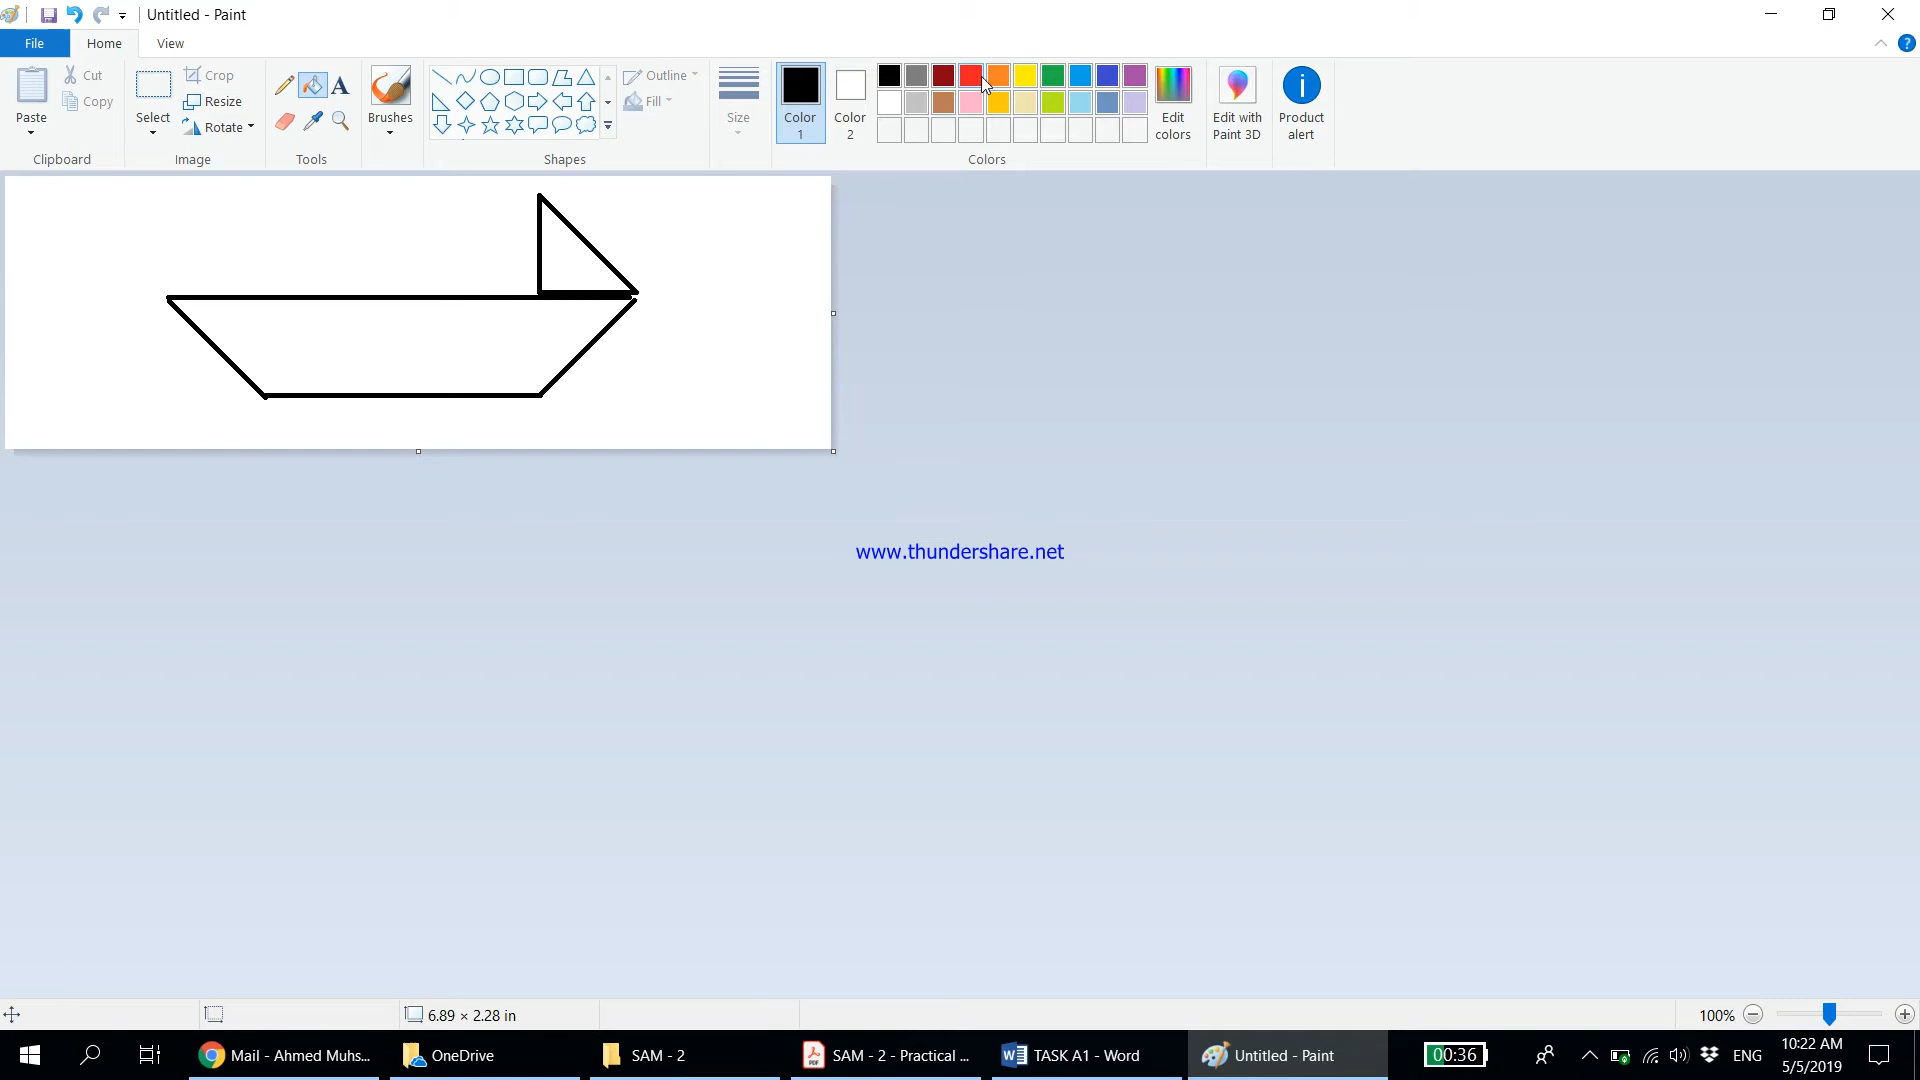 Untitled - Paint
File Home View
Paste
Cut
Copy
Clipboard
Select
Crop
Resize
Rotate
Image
A
Tools
Brushes
Shapes
Outline
Fill
Size
Color
1
Color
2
Colors
Edit
colors
Edit with
Paint 3D
Product
alert
www.thundershare.net
6.89 × 2.28 in
100%
Mail - Ahmed Muhs...
OneDrive
SAM - 2
SAM - 2 - Practical ...
TASK A1 - Word
Untitled - Paint
00:36
ENG
10:22 AM
5/5/2019